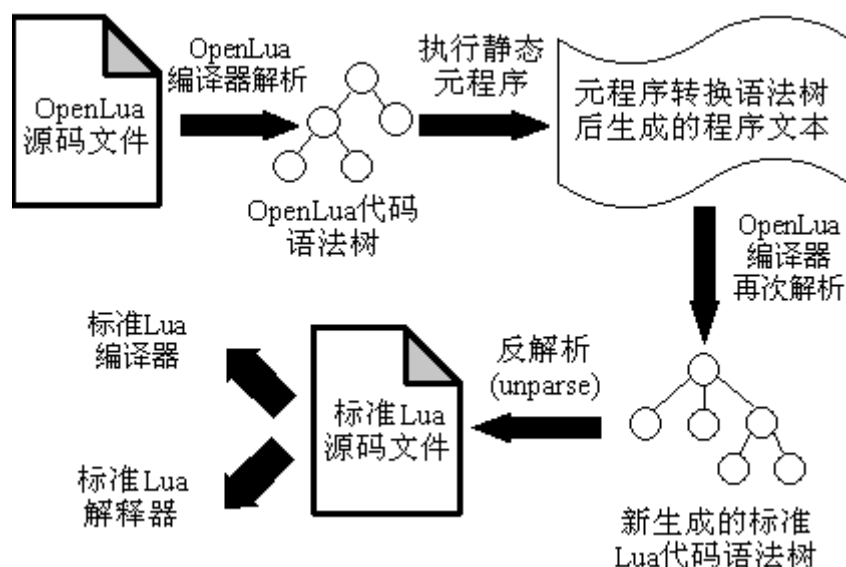 OpenLua
源码文件
OpenLua
编译器解析
OpenLua代码
语法树
执行静态
元程序
元程序转换语法树
后生成的程序文本
OpenLua
编译器
再次解析
新生成的标准
Lua代码语法树
反解析
(unparse)
标准Lua
源码文件
标准Lua
编译器
标准Lua
解释器